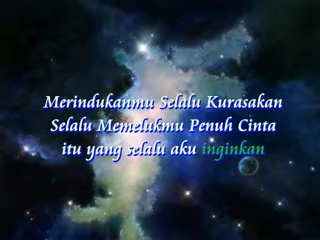 Merindukanmu Selalu Kurasakan
Selalu Memelukmu Penuh Cinta
itu yang selalu aku inginkan